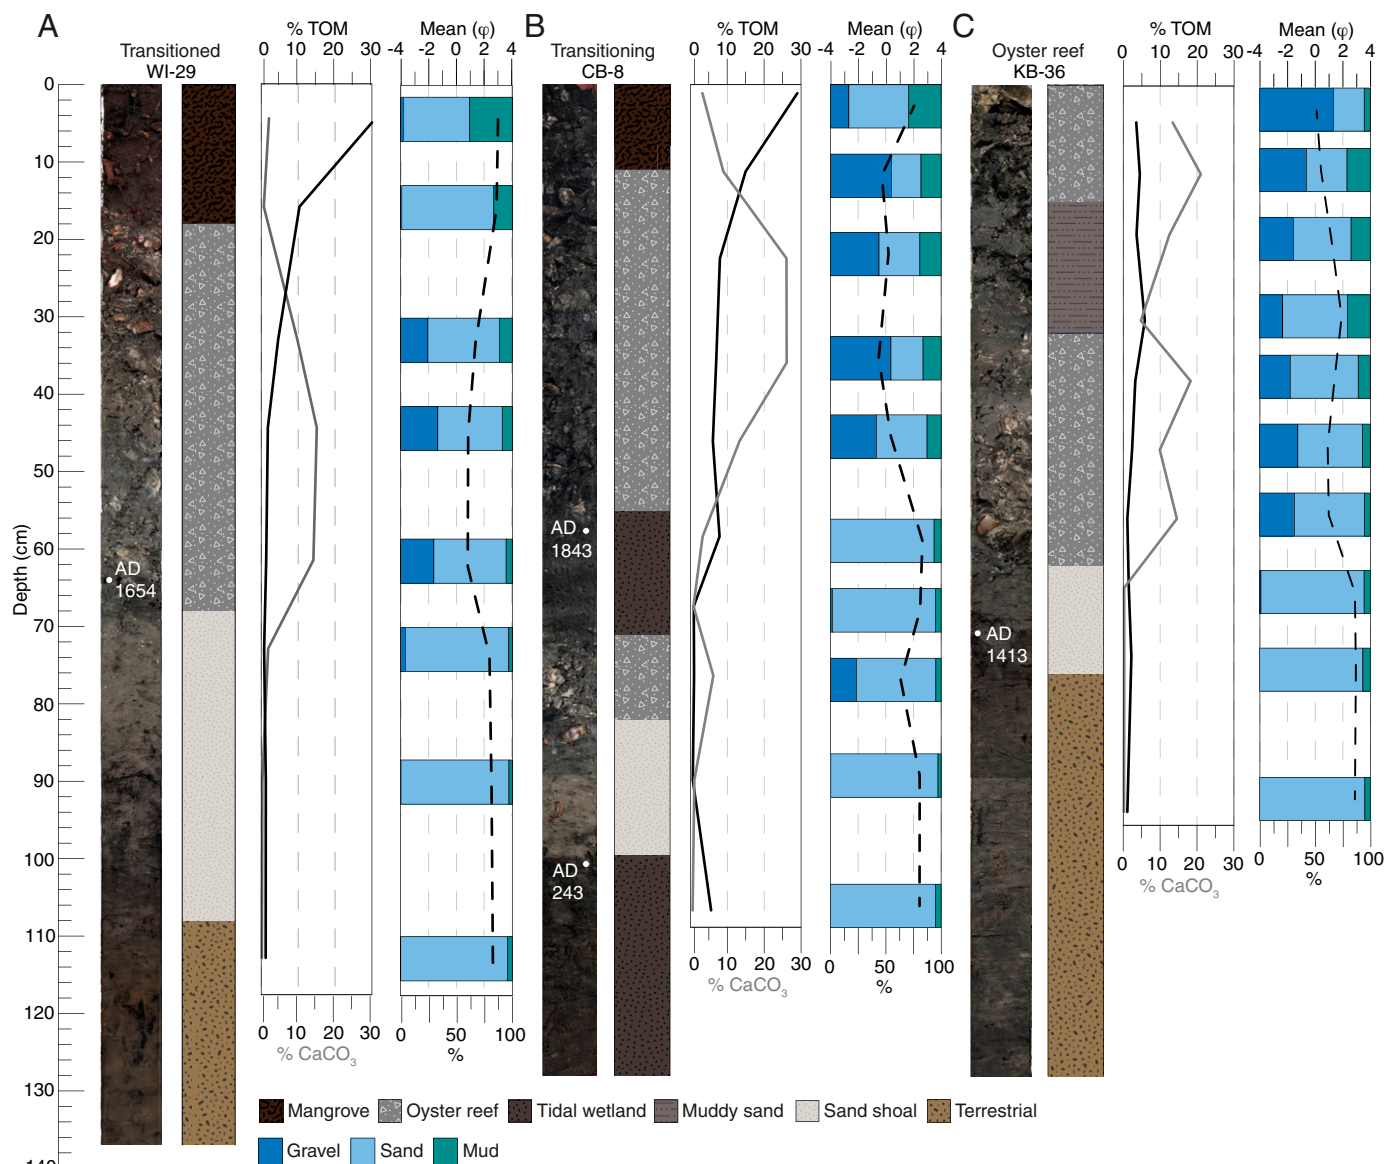 A
Transitioned
WI-29
% TOM
0 10 20 30
Mean (φ)
-4 -2 0 2 4
B
Transitioning
CB-8
% TOM
0 10 20 30
Mean (φ)
-4 -2 0 2 4
C
Oyster reef
KB-36
% TOM
0 10 20 30
Mean (φ)
-4 -2 0 2 4
Depth (cm)
0
10
20
30
40
50
60
70
80
90
100
110
120
130
140
AD
1654
AD
1843
AD
243
AD
1413
0 10 20 30
% CaCO3
0 50 100
%
0 10 20 30
% CaCO3
0 50 100
%
0 10 20 30
% CaCO3
0 50 100
%
Mangrove Oyster reef Tidal wetland Muddy sand Sand shoal Terrestrial
Gravel Sand Mud